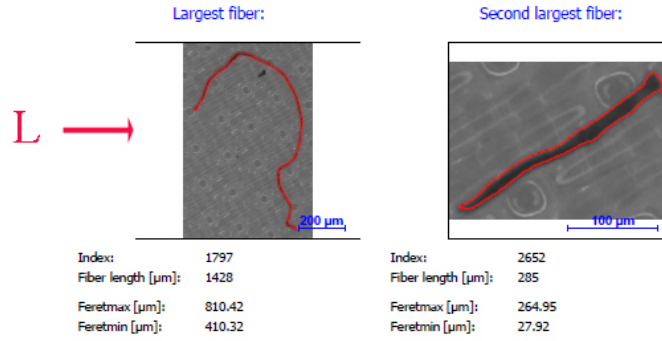 Largest fiber:
Second largest fiber:
L
200 µm
100 µm
Index: 1797
Fiber length [µm]: 1428
Feretmax [µm]: 810.42
Feretmin [µm]: 410.32
Index: 2652
Fiber length [µm]: 285
Feretmax [µm]: 264.95
Feretmin [µm]: 27.92